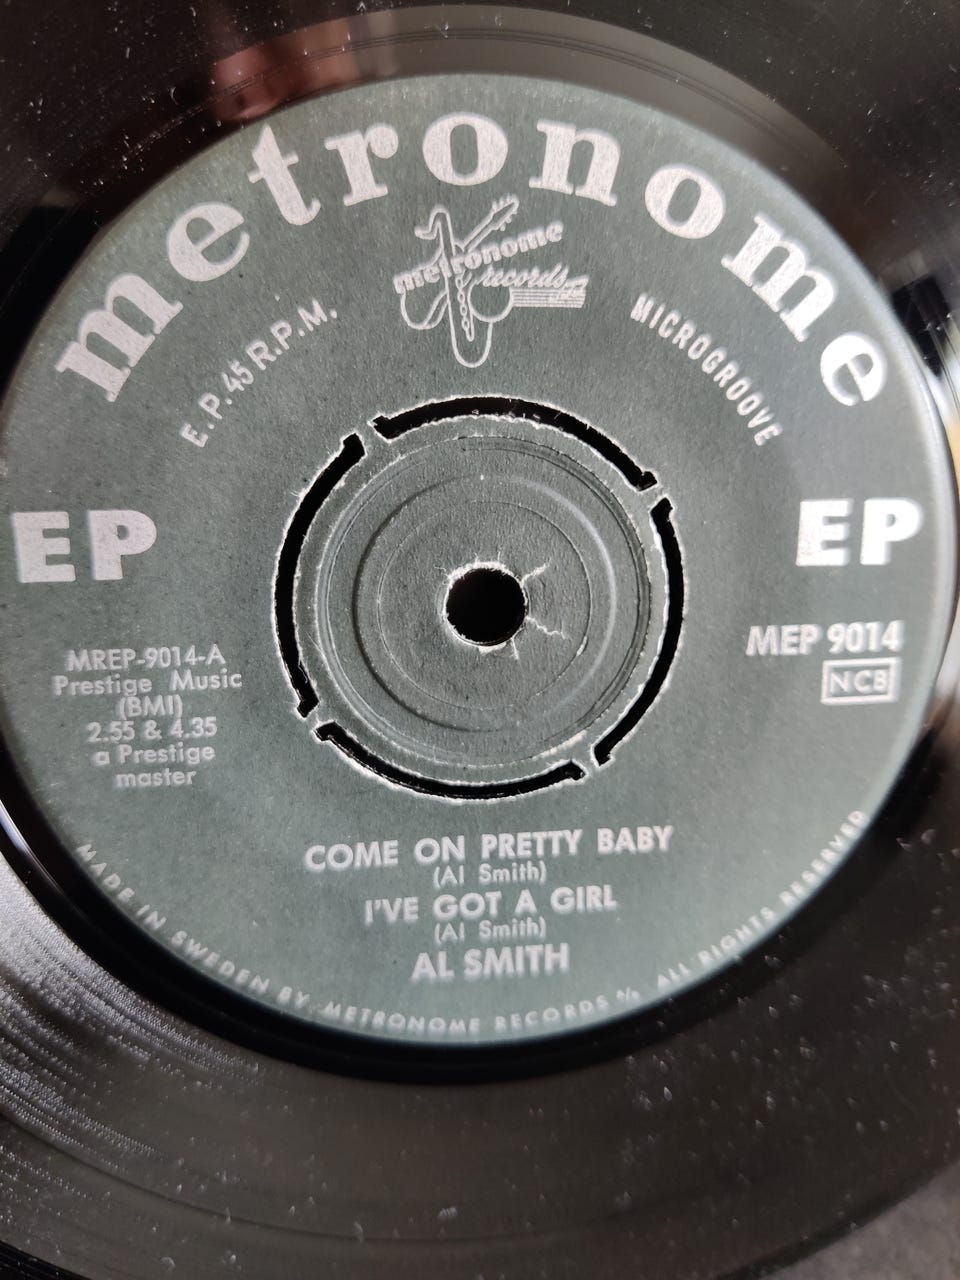 metronome
metronome
records
E.P. 45 R.P.M.
MICROGROOVE
EP
EP
MEP 9014
NCB
MREP-9014-A
Prestige Music
(BMI)
2.55 & 4.35
a Prestige
master
COME ON PRETTY BABY
(Al Smith)
I'VE GOT A GIRL
(Al Smith)
AL SMITH
MADE IN SWEDEN BY METRONOME RECORDS A/S ALL RIGHTS RESERVED